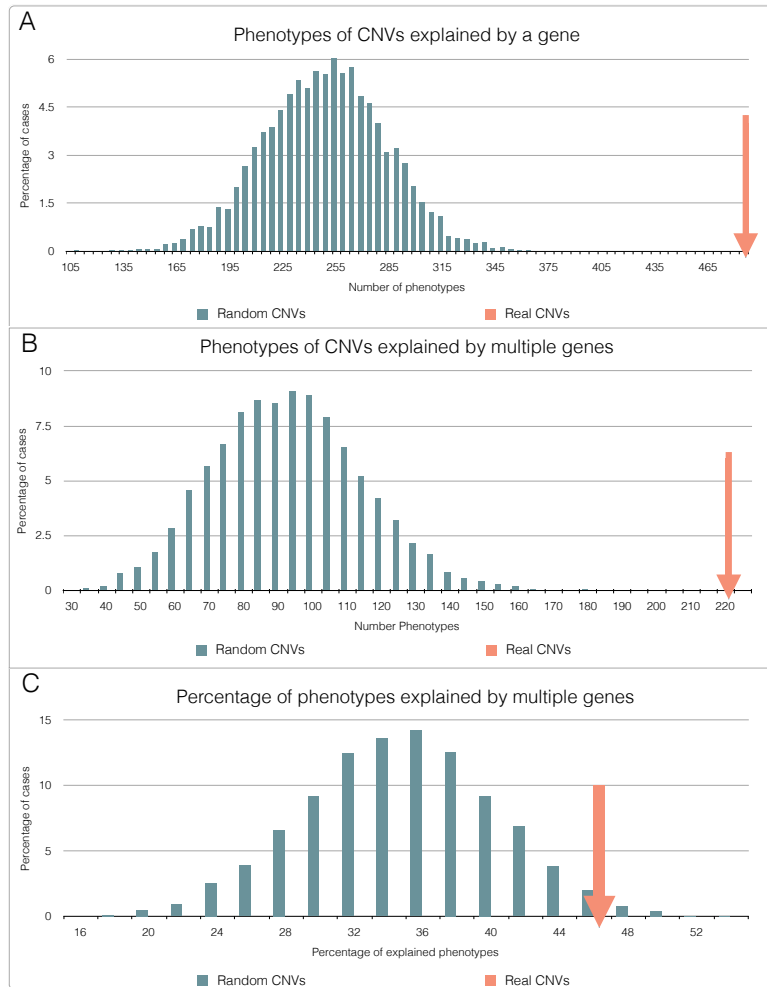 A
Phenotypes of CNVs explained by a gene
Percentage of cases
6
4.5
3
1.5
0
105 135 165 195 225 255 285 315 345 375 405 435 465
Number of phenotypes
Random CNVs Real CNVs
B
Phenotypes of CNVs explained by multiple genes
Percentage of cases
10
7.5
5
2.5
0
30 40 50 60 70 80 90 100 110 120 130 140 150 160 170 180 190 200 210 220
Number Phenotypes
Random CNVs Real CNVs
C
Percentage of phenotypes explained by multiple genes
Percentage of cases
15
10
5
0
16 20 24 28 32 36 40 44 48 52
Percentage of explained phenotypes
Random CNVs Real CNVs